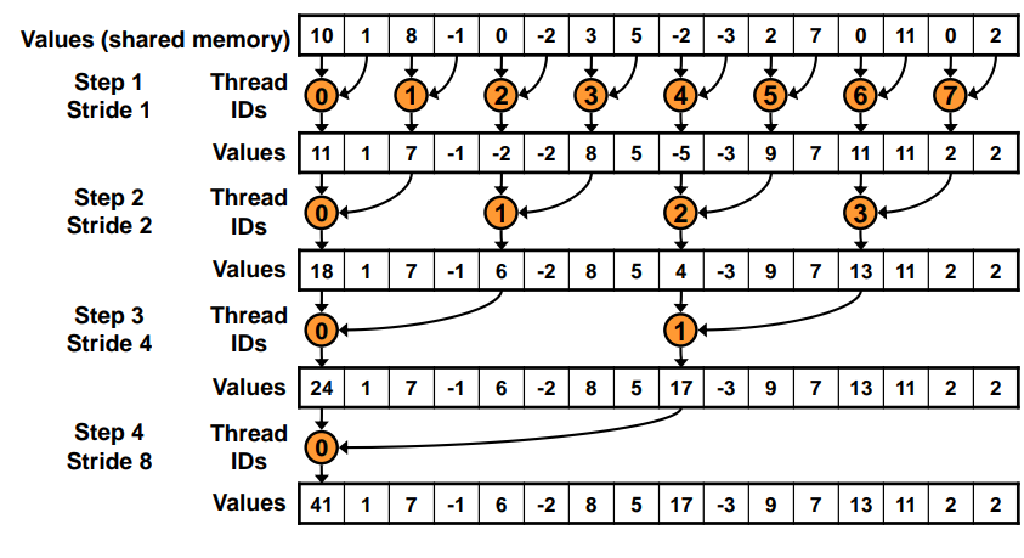 Values (shared memory) 10 1 8 -1 0 -2 3 5 -2 -3 2 7 0 11 0 2
Step 1 Thread 0 1 2 3 4 5 6 7
Stride 1 IDs
Values 11 1 7 -1 -2 -2 8 5 -5 -3 9 7 11 11 2 2
Step 2 Thread 0 1 2 3
Stride 2 IDs
Values 18 1 7 -1 6 -2 8 5 4 -3 9 7 13 11 2 2
Step 3 Thread 0 1
Stride 4 IDs
Values 24 1 7 -1 6 -2 8 5 17 -3 9 7 13 11 2 2
Step 4 Thread 0
Stride 8 IDs
Values 41 1 7 -1 6 -2 8 5 17 -3 9 7 13 11 2 2